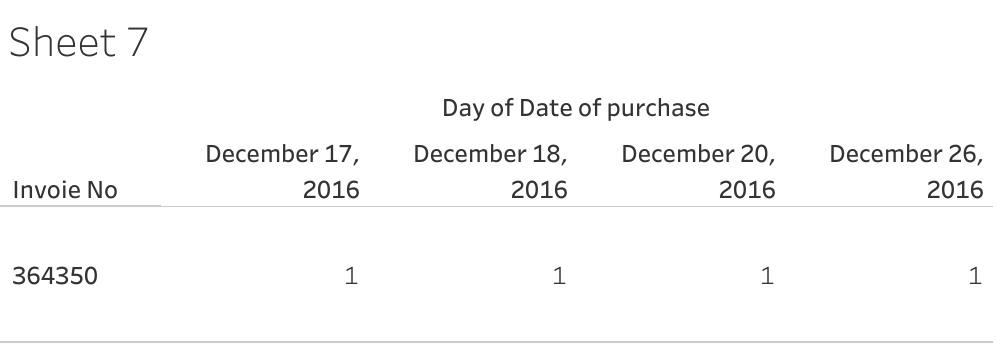 Sheet 7
Day of Date of purchase
December 17, December 18, December 20, December 26,
Invoie No 2016 2016 2016 2016
364350 1 1 1 1